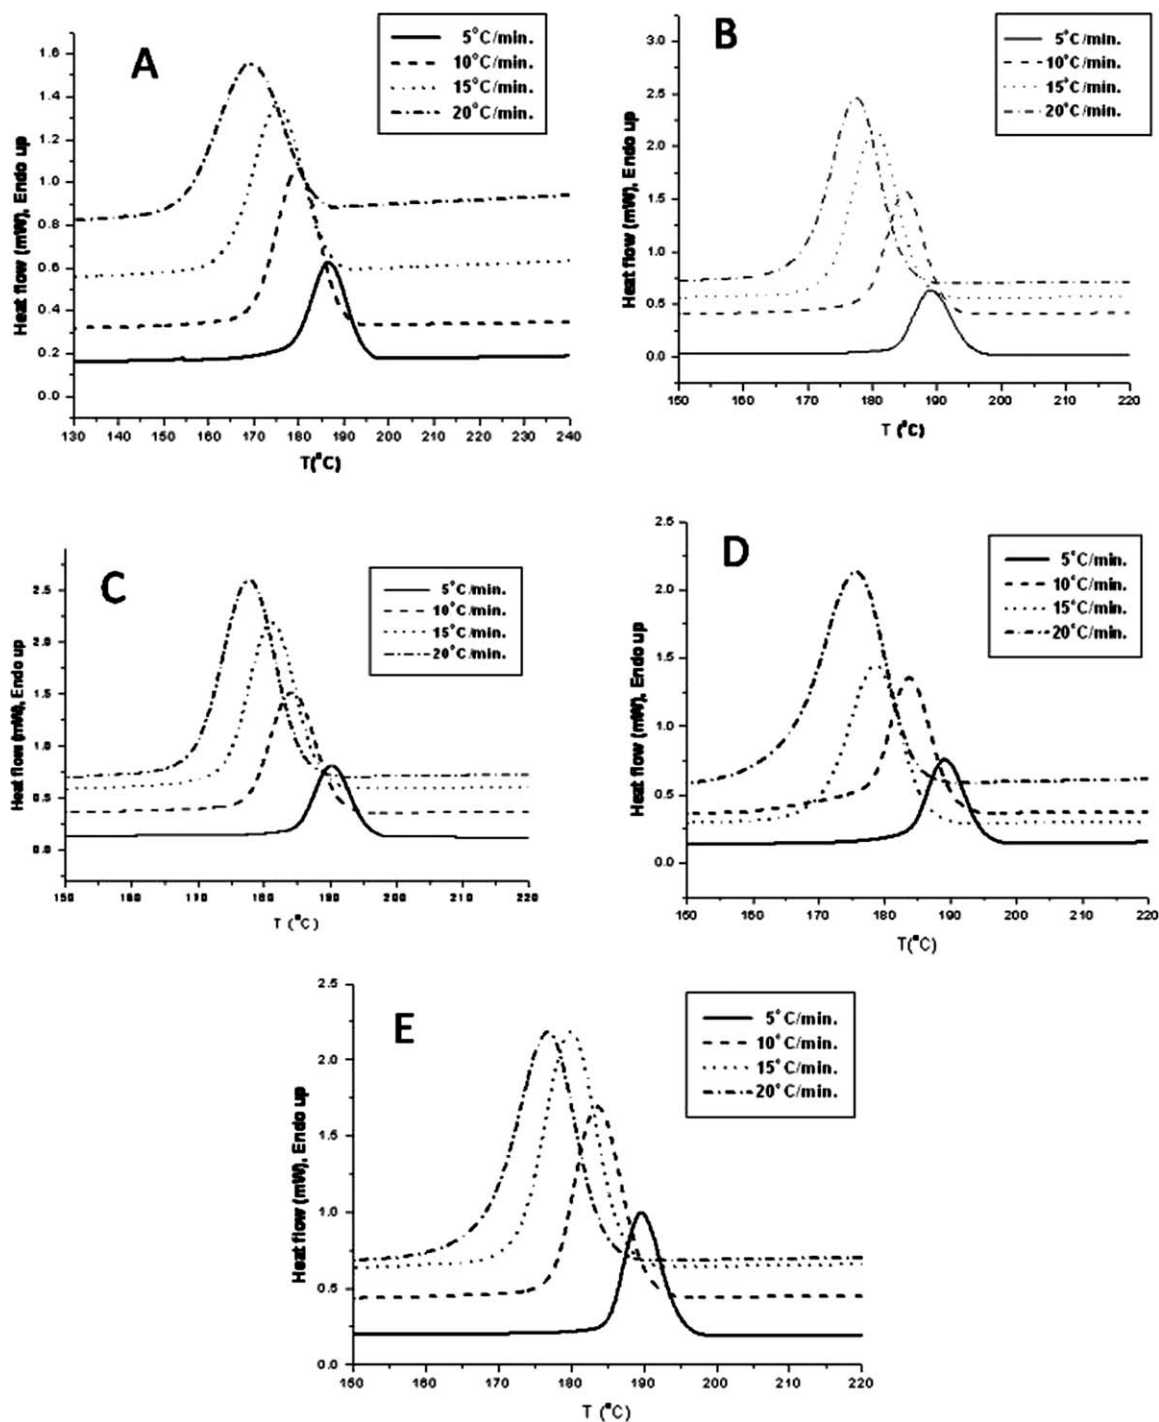 A
5°C/min.
10°C/min.
15°C/min.
20°C/min.
Heat flow (mW), Endo up
1.6
1.4
1.2
1.0
0.8
0.6
0.4
0.2
0.0
130 140 150 160 170 180 190 200 210 220 230 240
T(°C)
B
5°C/min.
10°C/min.
15°C/min.
20°C/min.
Heat flow (mW), Endo up
3.0
2.5
2.0
1.5
1.0
0.5
0.0
150 160 170 180 190 200 210 220
T (°C)
C
5°C/min.
10°C/min.
15°C/min.
20°C/min.
Heat flow (mW), Endo up
2.5
2.0
1.5
1.0
0.5
0.0
150 160 170 180 190 200 210 220
T (°C)
D
5°C/min.
10°C/min.
15°C/min.
20°C/min.
Heat flow (mW), Endo up
2.5
2.0
1.5
1.0
0.5
0.0
150 160 170 180 190 200 210 220
T(°C)
E
5°C/min.
10°C/min.
15°C/min.
20°C/min.
Heat flow (mW), Endo up
2.5
2.0
1.5
1.0
0.5
0.0
150 160 170 180 190 200 210 220
T (°C)